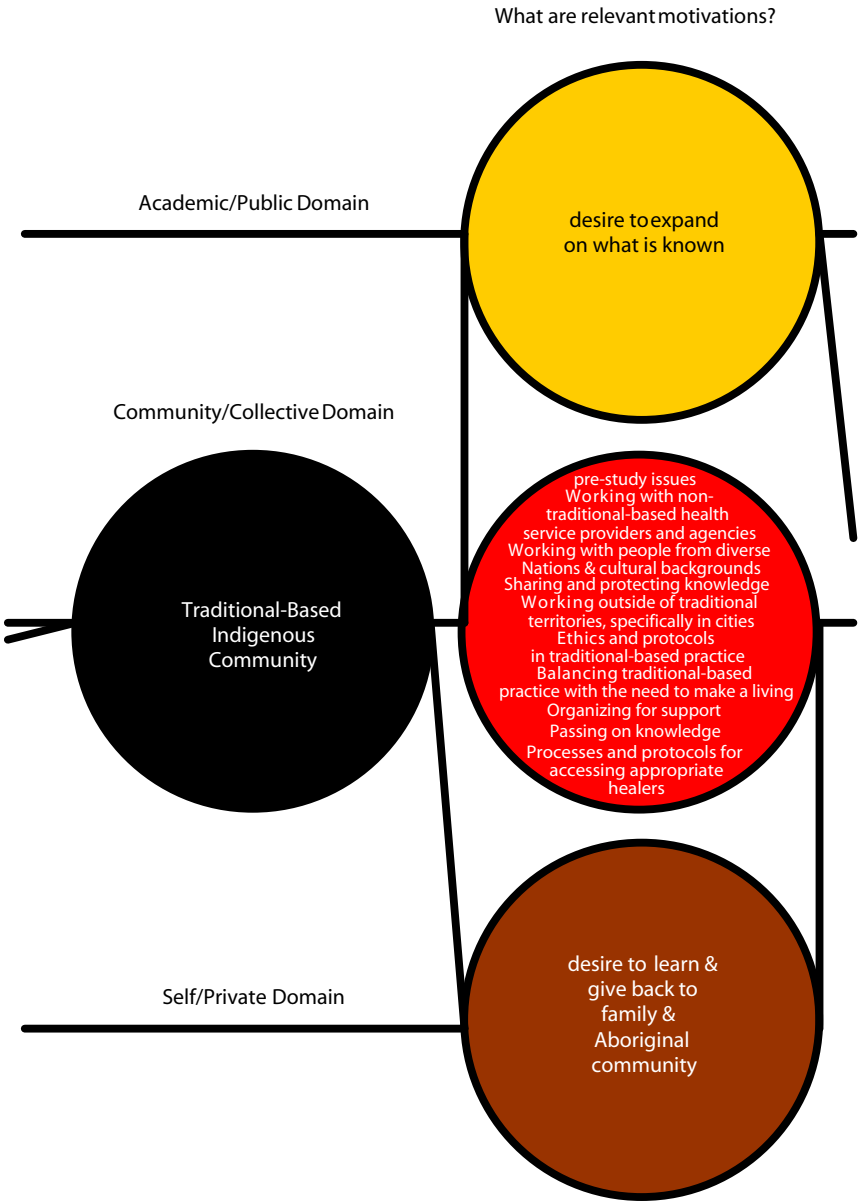 What are relevant motivations?
Academic/Public Domain
desire to expand
on what is known
Community/Collective Domain
Traditional-Based
Indigenous
Community
pre-study issues
Working with non-
traditional-based health
service providers and agencies
Working with people from diverse
Nations & cultural backgrounds
Sharing and protecting knowledge
Working outside of traditional
territories, specifically in cities
Ethics and protocols
in traditional-based practice
Balancing traditional-based
practice with the need to make a living
Organizing for support
Passing on knowledge
Processes and protocols for
accessing appropriate
healers
Self/Private Domain
desire to learn &
give back to
family &
Aboriginal
community